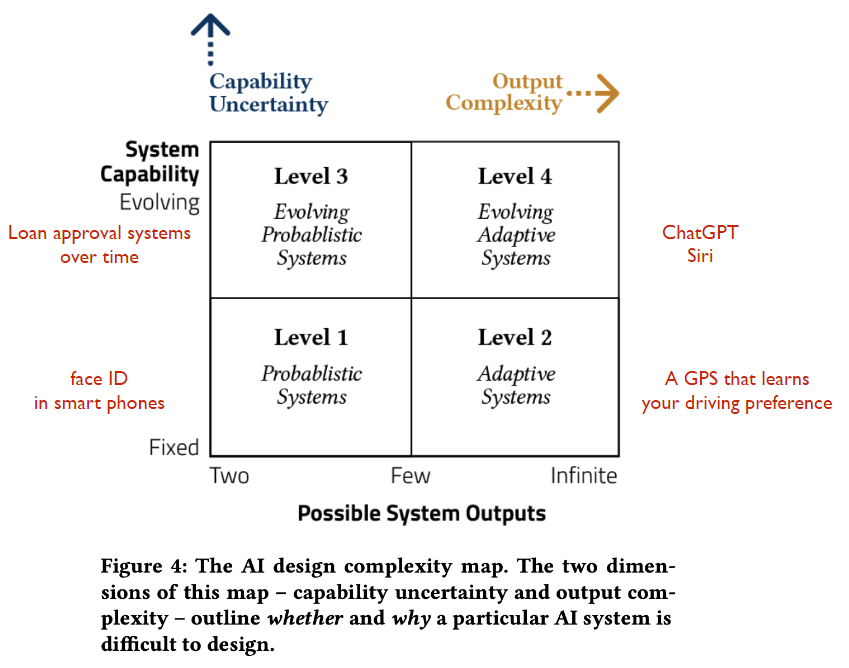 Capability
Uncertainty
Output
Complexity
System
Capability
Evolving
Level 3
Evolving
Probablistic
Systems
Level 4
Evolving
Adaptive
Systems
Loan approval systems
over time
ChatGPT
Siri
Level 1
Probablistic
Systems
Level 2
Adaptive
Systems
face ID
in smart phones
A GPS that learns
your driving preference
Fixed
Two
Few
Infinite
Possible System Outputs
Figure 4: The AI design complexity map. The two dimen-
sions of this map – capability uncertainty and output com-
plexity – outline whether and why a particular AI system is
difficult to design.